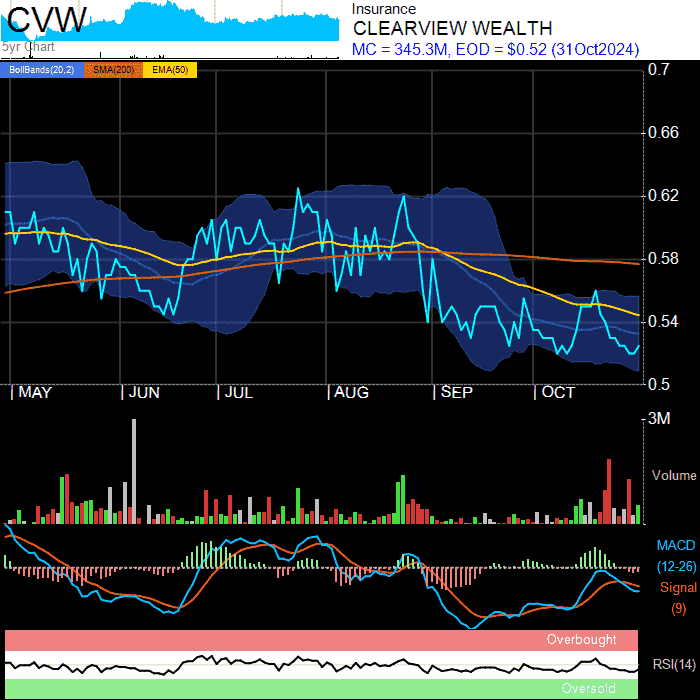 CVW
5yr Chart
Insurance
CLEARVIEW WEALTH
MC = 345.3M, EOD = $0.52 (31Oct2024)
BollBands(20,2) SMA(200) EMA(50)
0.7
0.66
0.62
0.58
0.54
0.5
MAY JUN JUL AUG SEP OCT
3M
Volume
MACD
(12-26)
Signal
(9)
Overbought
RSI(14)
Oversold